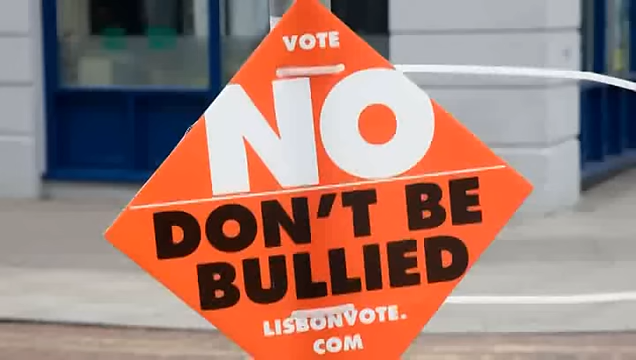 VOTE
NO
DON'T BE
BULLIED
LISBONVOTE.
COM